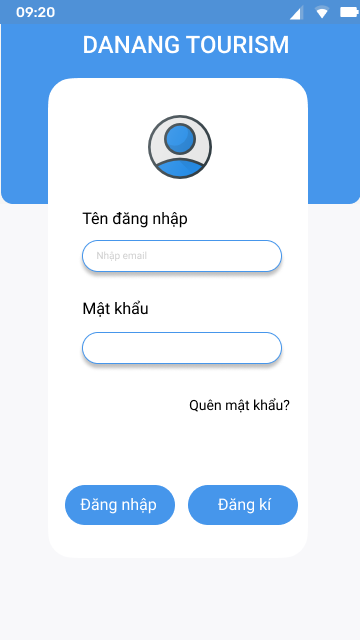 09:20
DANANG TOURISM
Tên đăng nhập
Nhập email
Mật khẩu
Quên mật khẩu?
Đăng nhập
Đăng kí